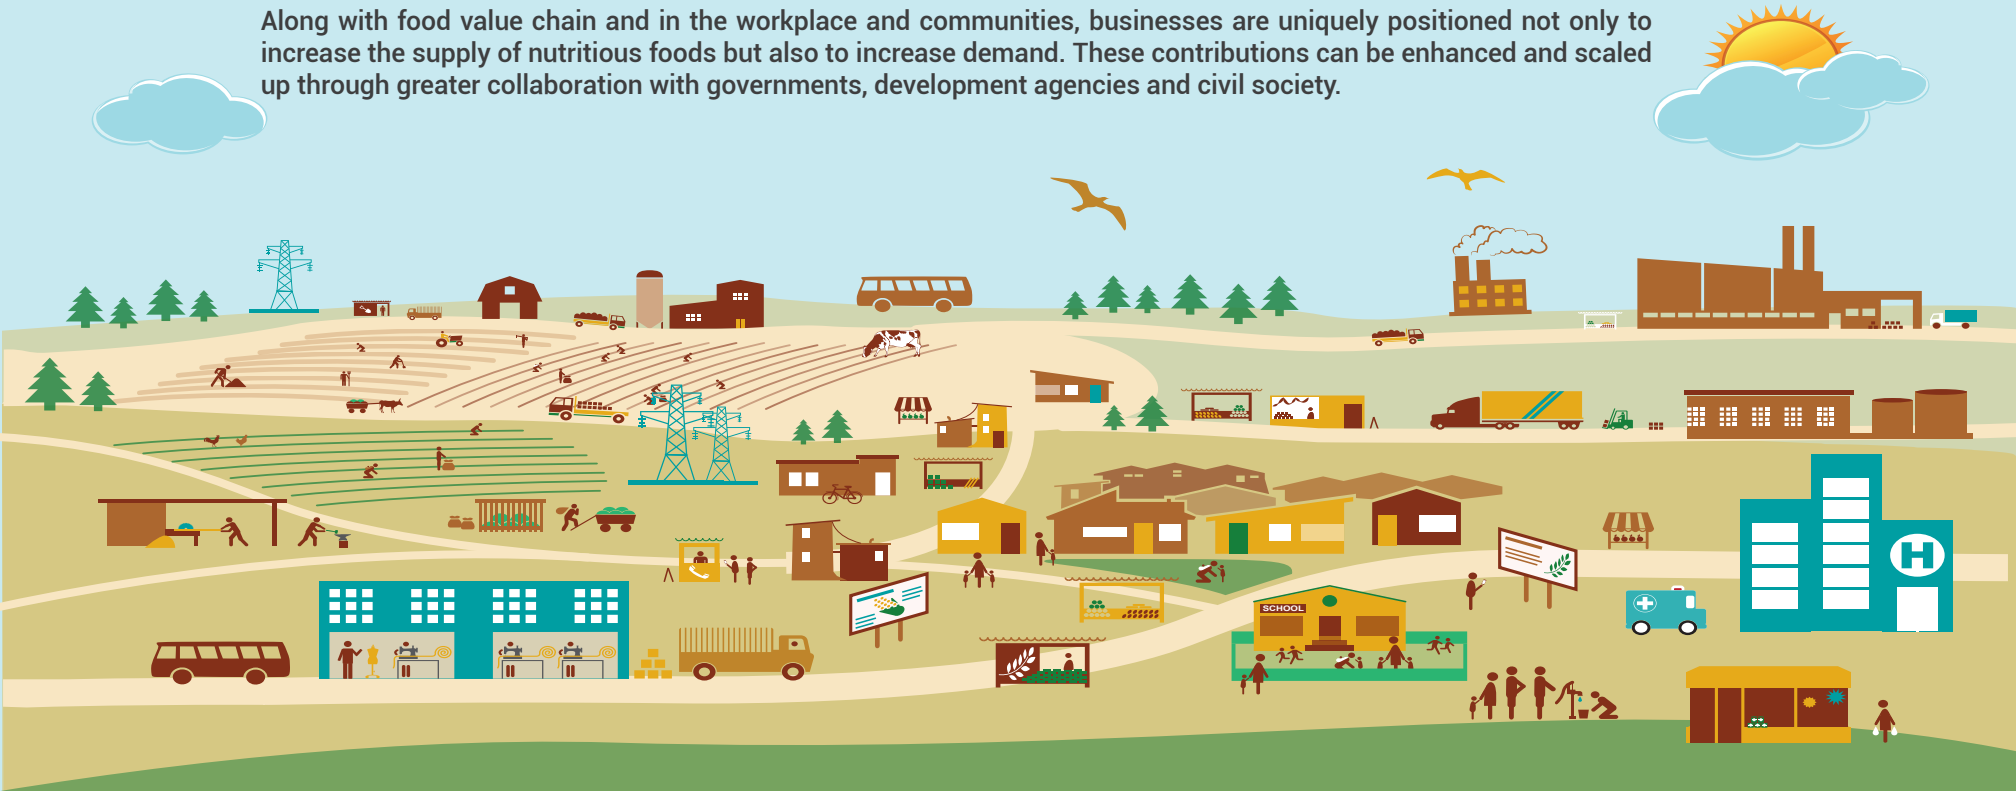 Along with food value chain and in the workplace and communities, businesses are uniquely positioned not only to
increase the supply of nutritious foods but also to increase demand. These contributions can be enhanced and scaled
up through greater collaboration with governments, development agencies and civil society.
H
SCHOOL